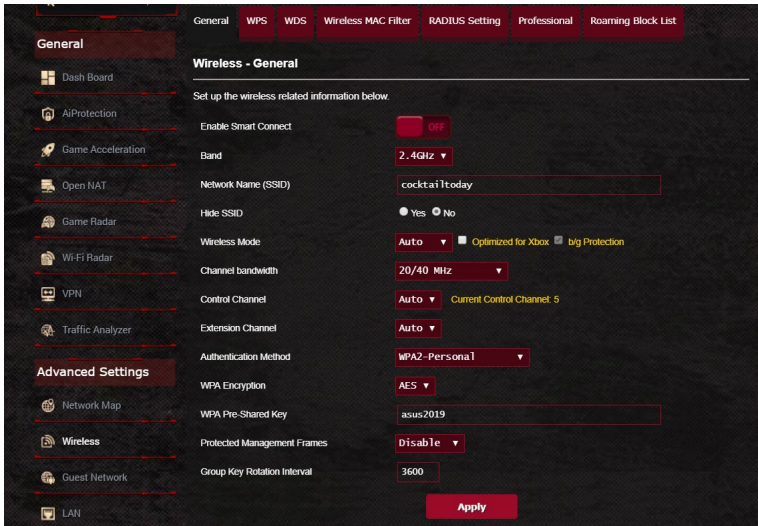 General WPS WDS Wireless MAC Filter RADIUS Setting Professional Roaming Block List
General
Dash Board
AiProtection
Game Acceleration
Open NAT
Game Radar
Wi-Fi Radar
VPN
Traffic Analyzer
Advanced Settings
Network Map
Wireless
Guest Network
LAN
Wireless - General
Set up the wireless related information below.
Enable Smart Connect OFF
Band 2.4GHz
Network Name (SSID) cocktailtoday
Hide SSID Yes No
Wireless Mode Auto Optimized for Xbox b/g Protection
Channel bandwidth 20/40 MHz
Control Channel Auto Current Control Channel: 5
Extension Channel Auto
Authentication Method WPA2-Personal
WPA Encryption AES
WPA Pre-Shared Key asus2019
Protected Management Frames Disable
Group Key Rotation Interval 3600
Apply